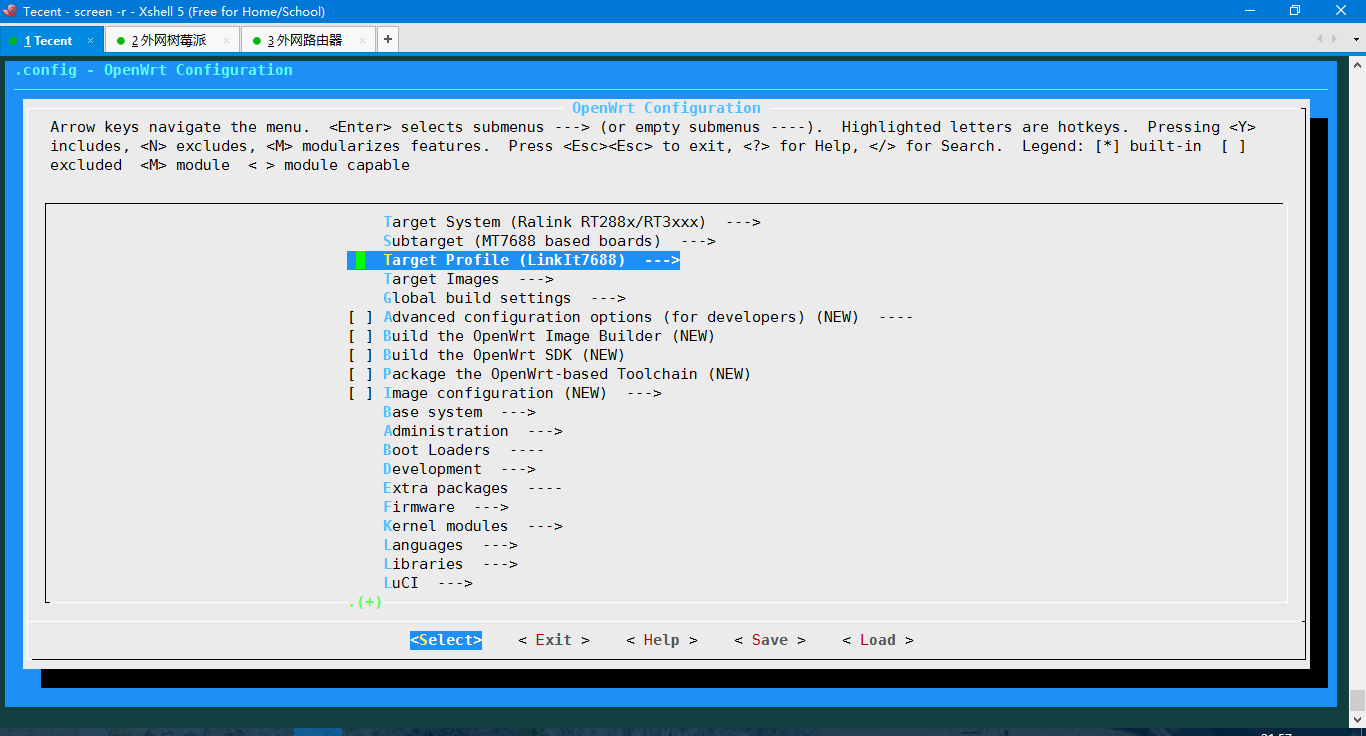 Tecent - screen -r - Xshell 5 (Free for Home/School)
1 Tecent × 2 外网树莓派 × 3 外网路由器 × +
.config - OpenWrt Configuration
OpenWrt Configuration
Arrow keys navigate the menu.  <Enter> selects submenus ---> (or empty submenus ----).  Highlighted letters are hotkeys.  Pressing <Y>
includes, <N> excludes, <M> modularizes features.  Press <Esc><Esc> to exit, <?> for Help, </> for Search.  Legend: [*] built-in  [ ]
excluded  <M> module  < > module capable
Target System (Ralink RT288x/RT3xxx)  --->
Subtarget (MT7688 based boards)  --->
Target Profile (LinkIt7688)  --->
Target Images  --->
Global build settings  --->
[ ] Advanced configuration options (for developers) (NEW)  ----
[ ] Build the OpenWrt Image Builder (NEW)
[ ] Build the OpenWrt SDK (NEW)
[ ] Package the OpenWrt-based Toolchain (NEW)
[ ] Image configuration (NEW)  --->
Base system  --->
Administration  --->
Boot Loaders  ----
Development  --->
Extra packages  ----
Firmware  --->
Kernel modules  --->
Languages  --->
Libraries  --->
LuCI  --->
.(+)
<Select>    < Exit >    < Help >    < Save >    < Load >